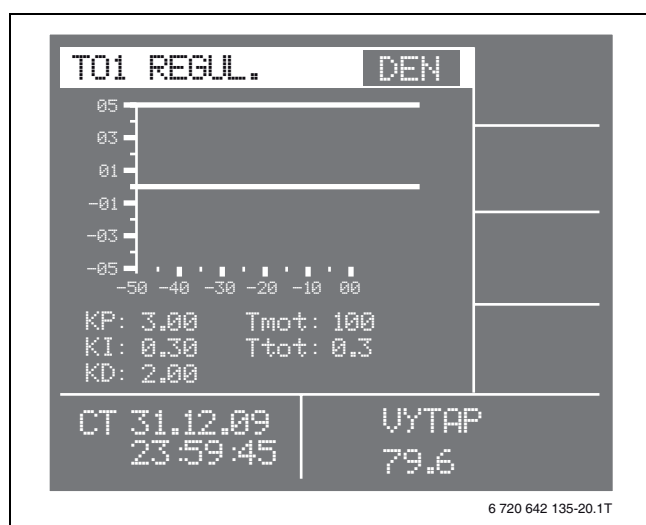 TO1 REGUL. DEN
05
03
01
-01
-03
-05
-50 -40 -30 -20 -10 00
KP: 3.00 Tmot: 100
KI: 0.30 Ttot: 0.3
KD: 2.00
CT 31.12.09 VYTAP
23:59:45 79.6
6 720 642 135-20.1T